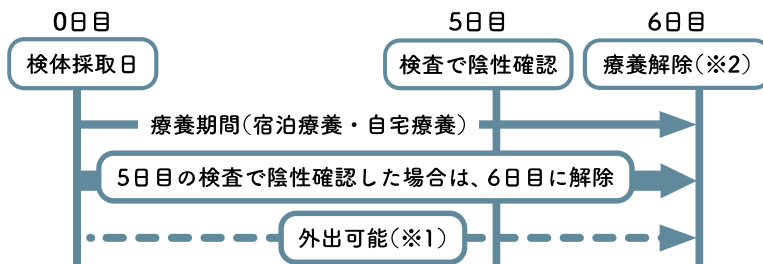 0日目 5日目 6日目
検体採取日 検査で陰性確認 療養解除(※2)
療養期間(宿泊療養・自宅療養)
5日目の検査で陰性確認した場合は、6日目に解除
外出可能(※1)